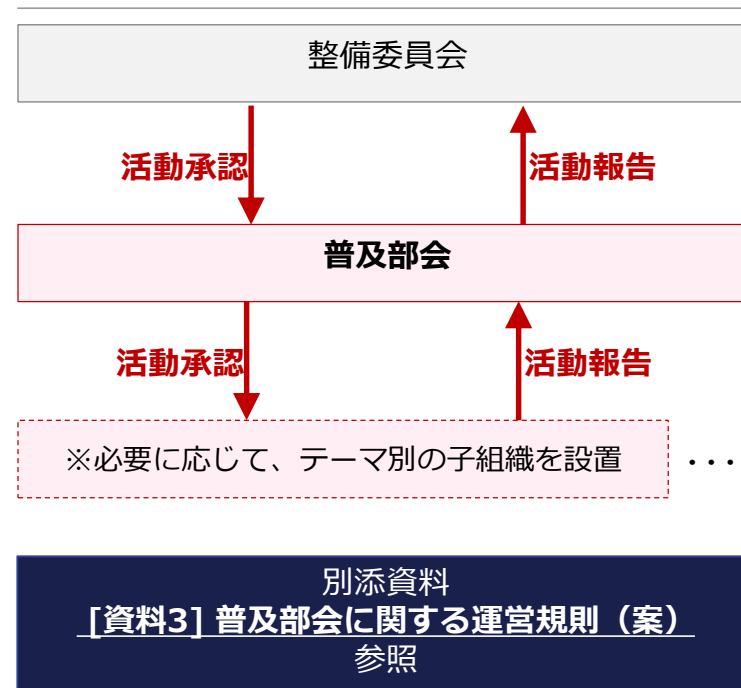 整備委員会
活動承認
活動報告
普及部会
活動承認
活動報告
※必要に応じて、テーマ別の子組織を設置
・・・
別添資料
[資料3] 普及部会に関する運営規則（案）
参照